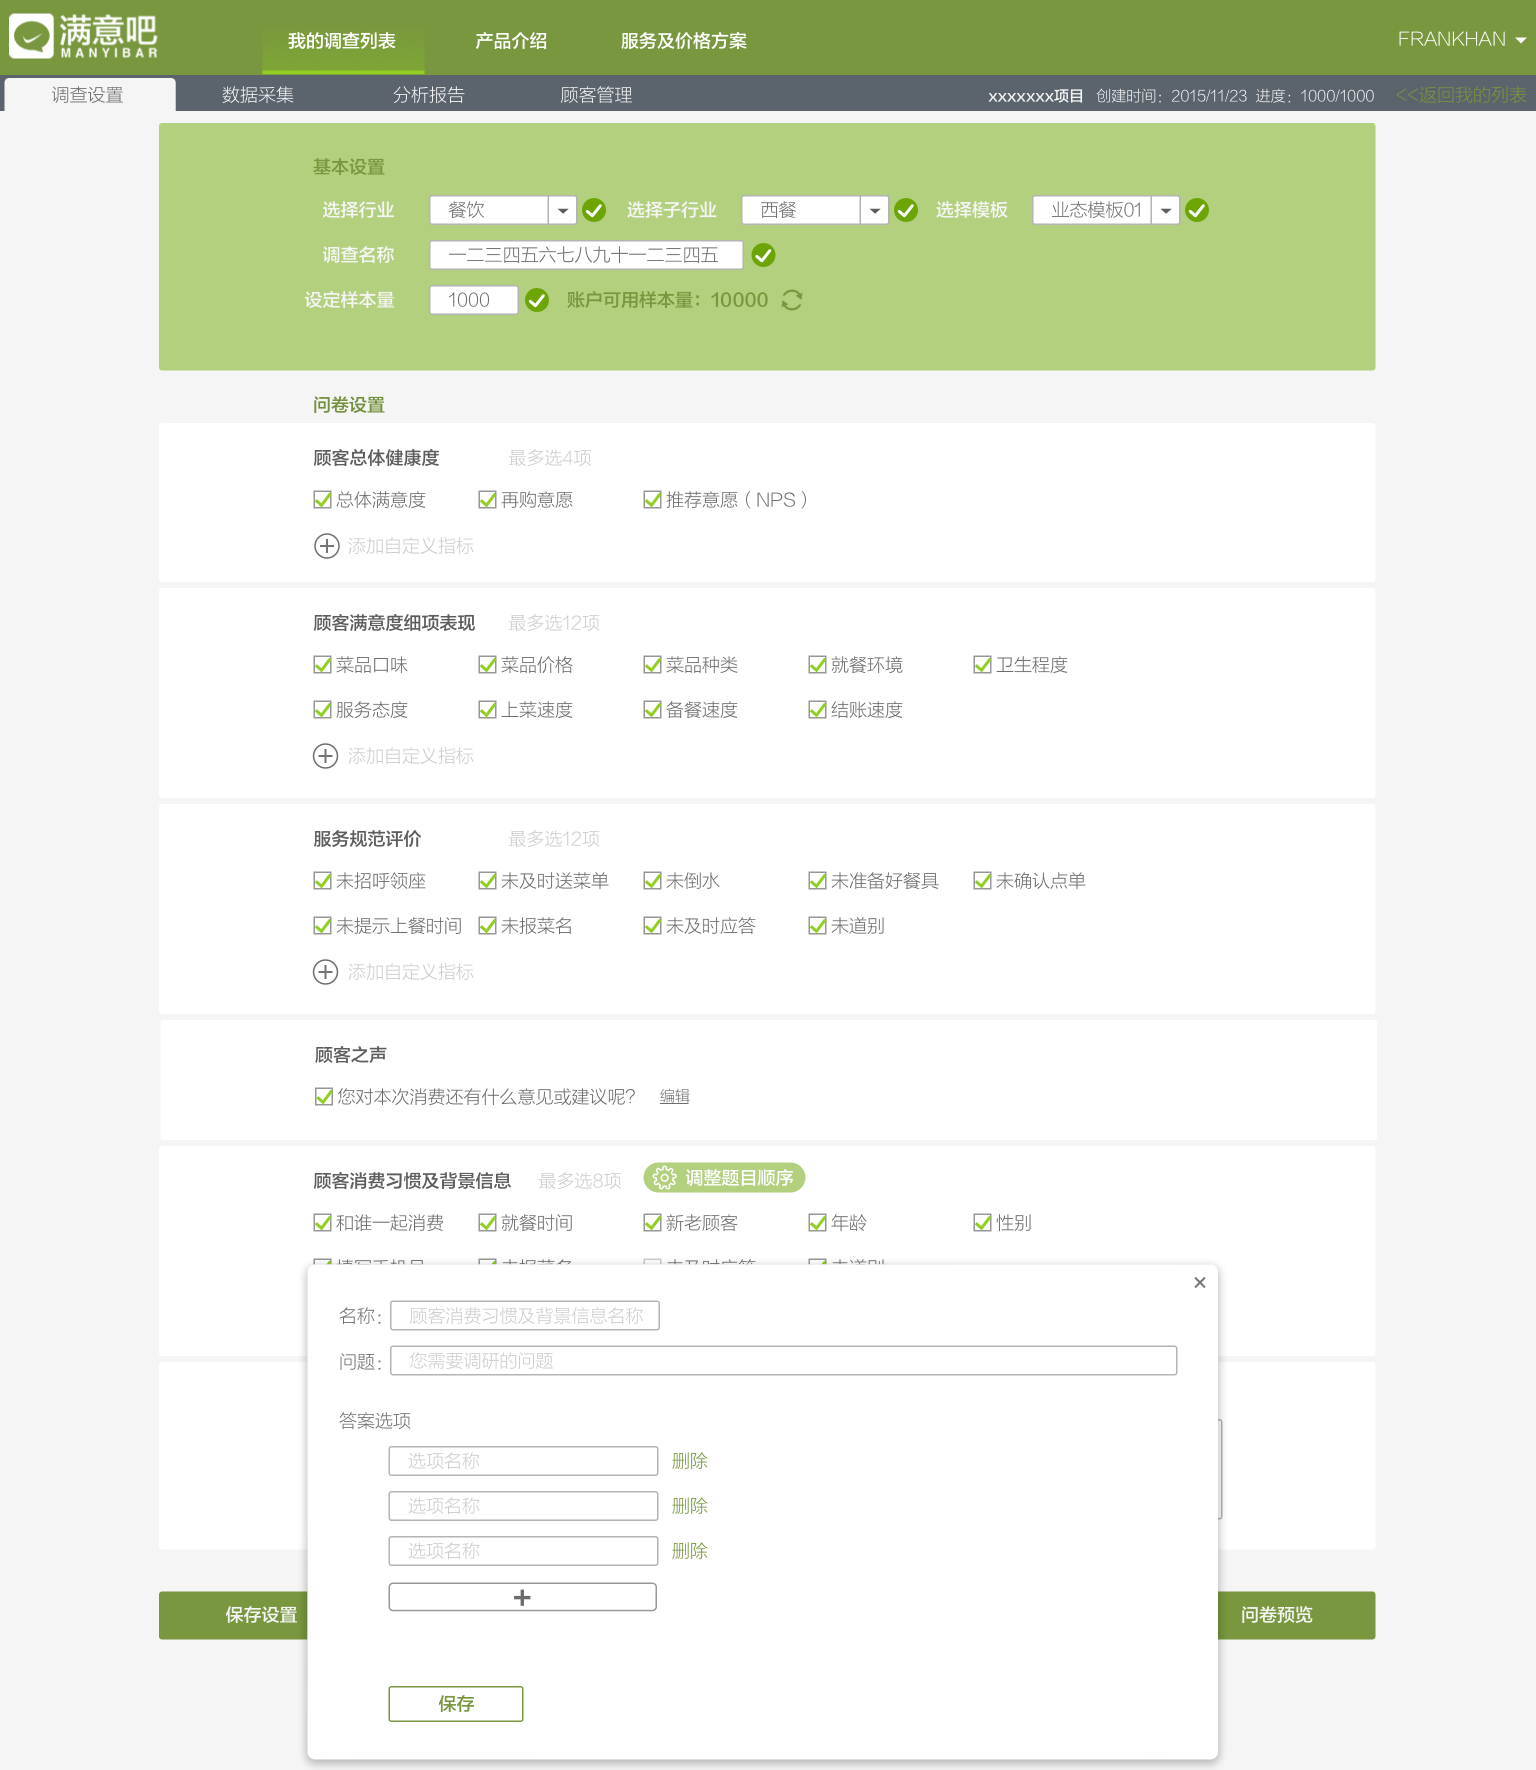 满意吧
MANYIBAR
我的调查列表 产品介绍 服务及价格方案 FRANKHAN
调查设置 数据采集 分析报告 顾客管理 xxxxxxx项目 创建时间：2015/11/23 进度：1000/1000 <<返回我的列表
基本设置
选择行业 餐饮 选择子行业 西餐 选择模板 业态模板01
调查名称 一二三四五六七八九十一二三四五
设定样本量 1000 账户可用样本量：10000
问卷设置
顾客总体健康度 最多选4项
总体满意度 再购意愿 推荐意愿（NPS）
添加自定义指标
顾客满意度细项表现 最多选12项
菜品口味 菜品价格 菜品种类 就餐环境 卫生程度
服务态度 上菜速度 备餐速度 结账速度
添加自定义指标
服务规范评价 最多选12项
未招呼领座 未及时送菜单 未倒水 未准备好餐具 未确认点单
未提示上餐时间 未报菜名 未及时应答 未道别
添加自定义指标
顾客之声
您对本次消费还有什么意见或建议呢？ 编辑
顾客消费习惯及背景信息 最多选8项 调整题目顺序
和谁一起消费 就餐时间 新老顾客 年龄 性别
名称： 顾客消费习惯及背景信息名称
问题： 您需要调研的问题
答案选项
选项名称 删除
选项名称 删除
选项名称 删除
保存设置 问卷预览
保存